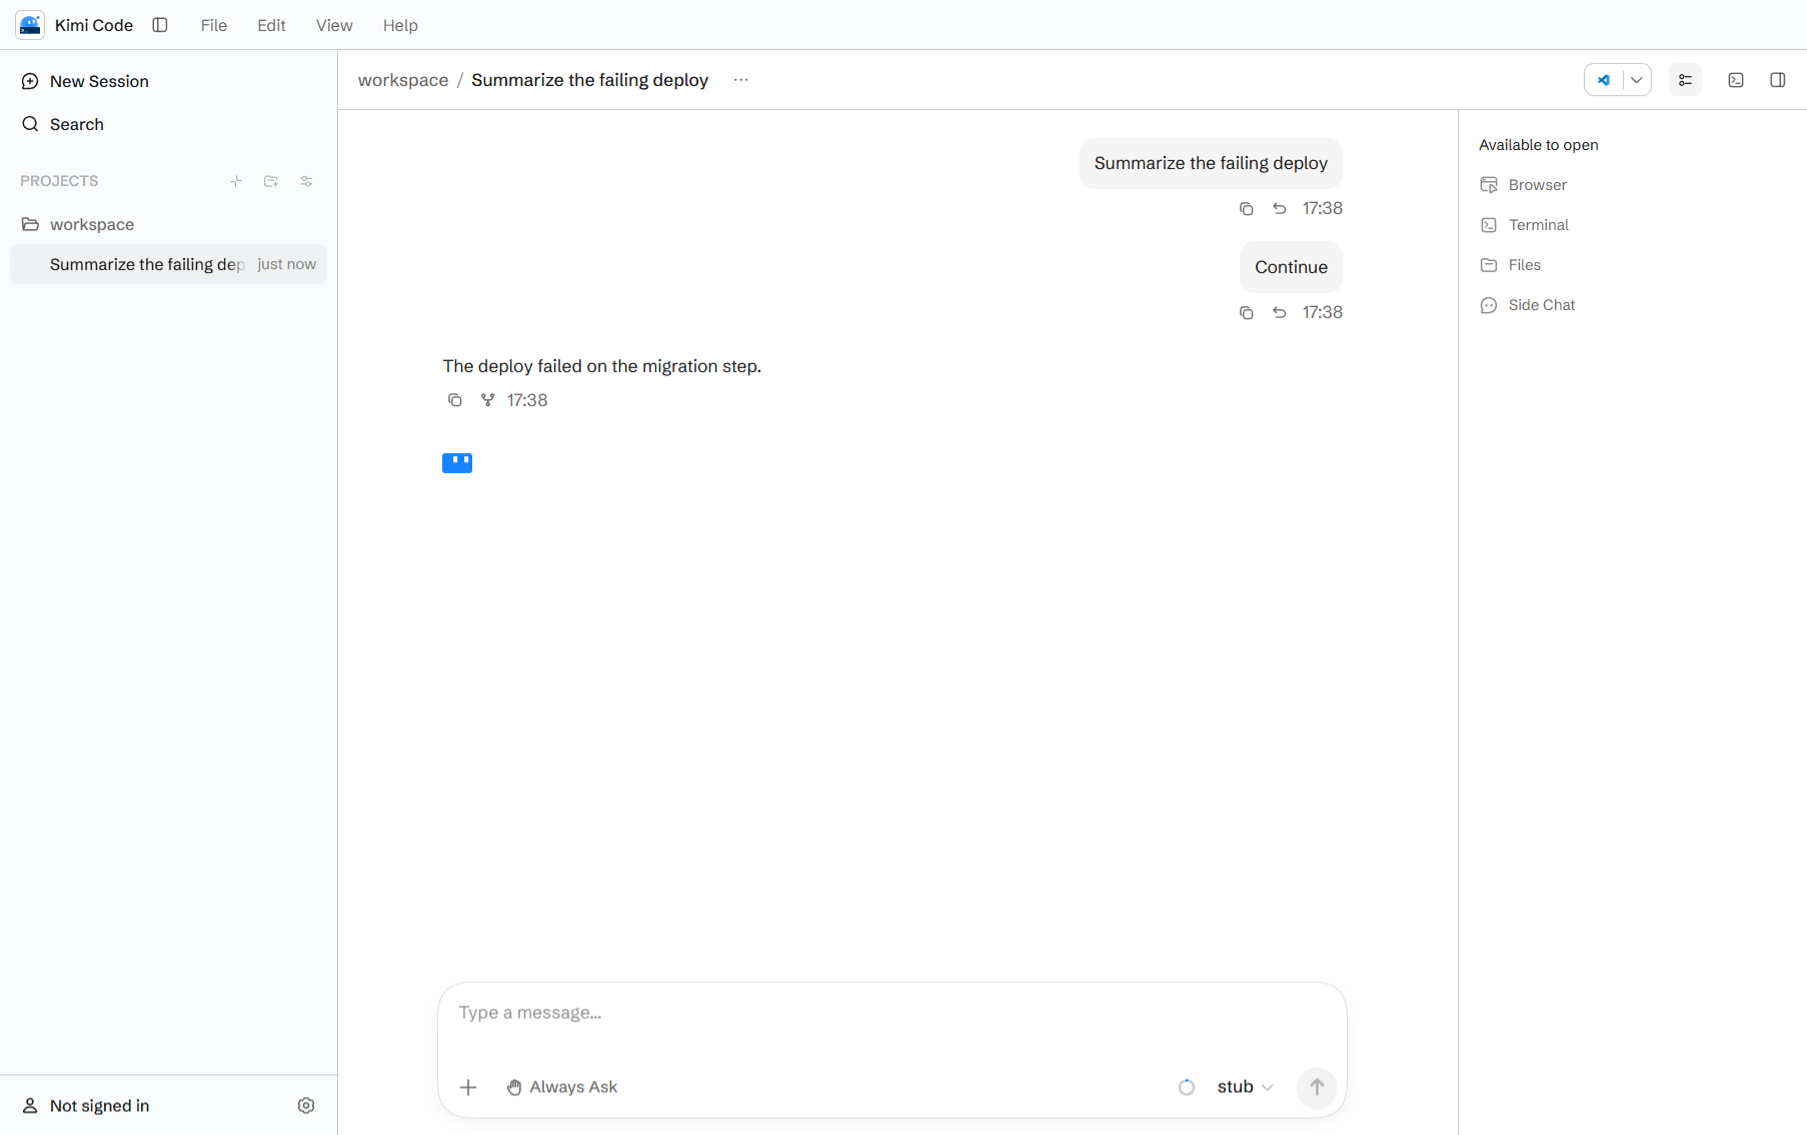 Kimi Code File Edit View Help
New Session
Search
PROJECTS
workspace
Summarize the failing dep just now
Not signed in
workspace / Summarize the failing deploy
Summarize the failing deploy
17:38
Continue
17:38
The deploy failed on the migration step.
17:38
Type a message...
Always Ask
stub
Available to open
Browser
Terminal
Files
Side Chat